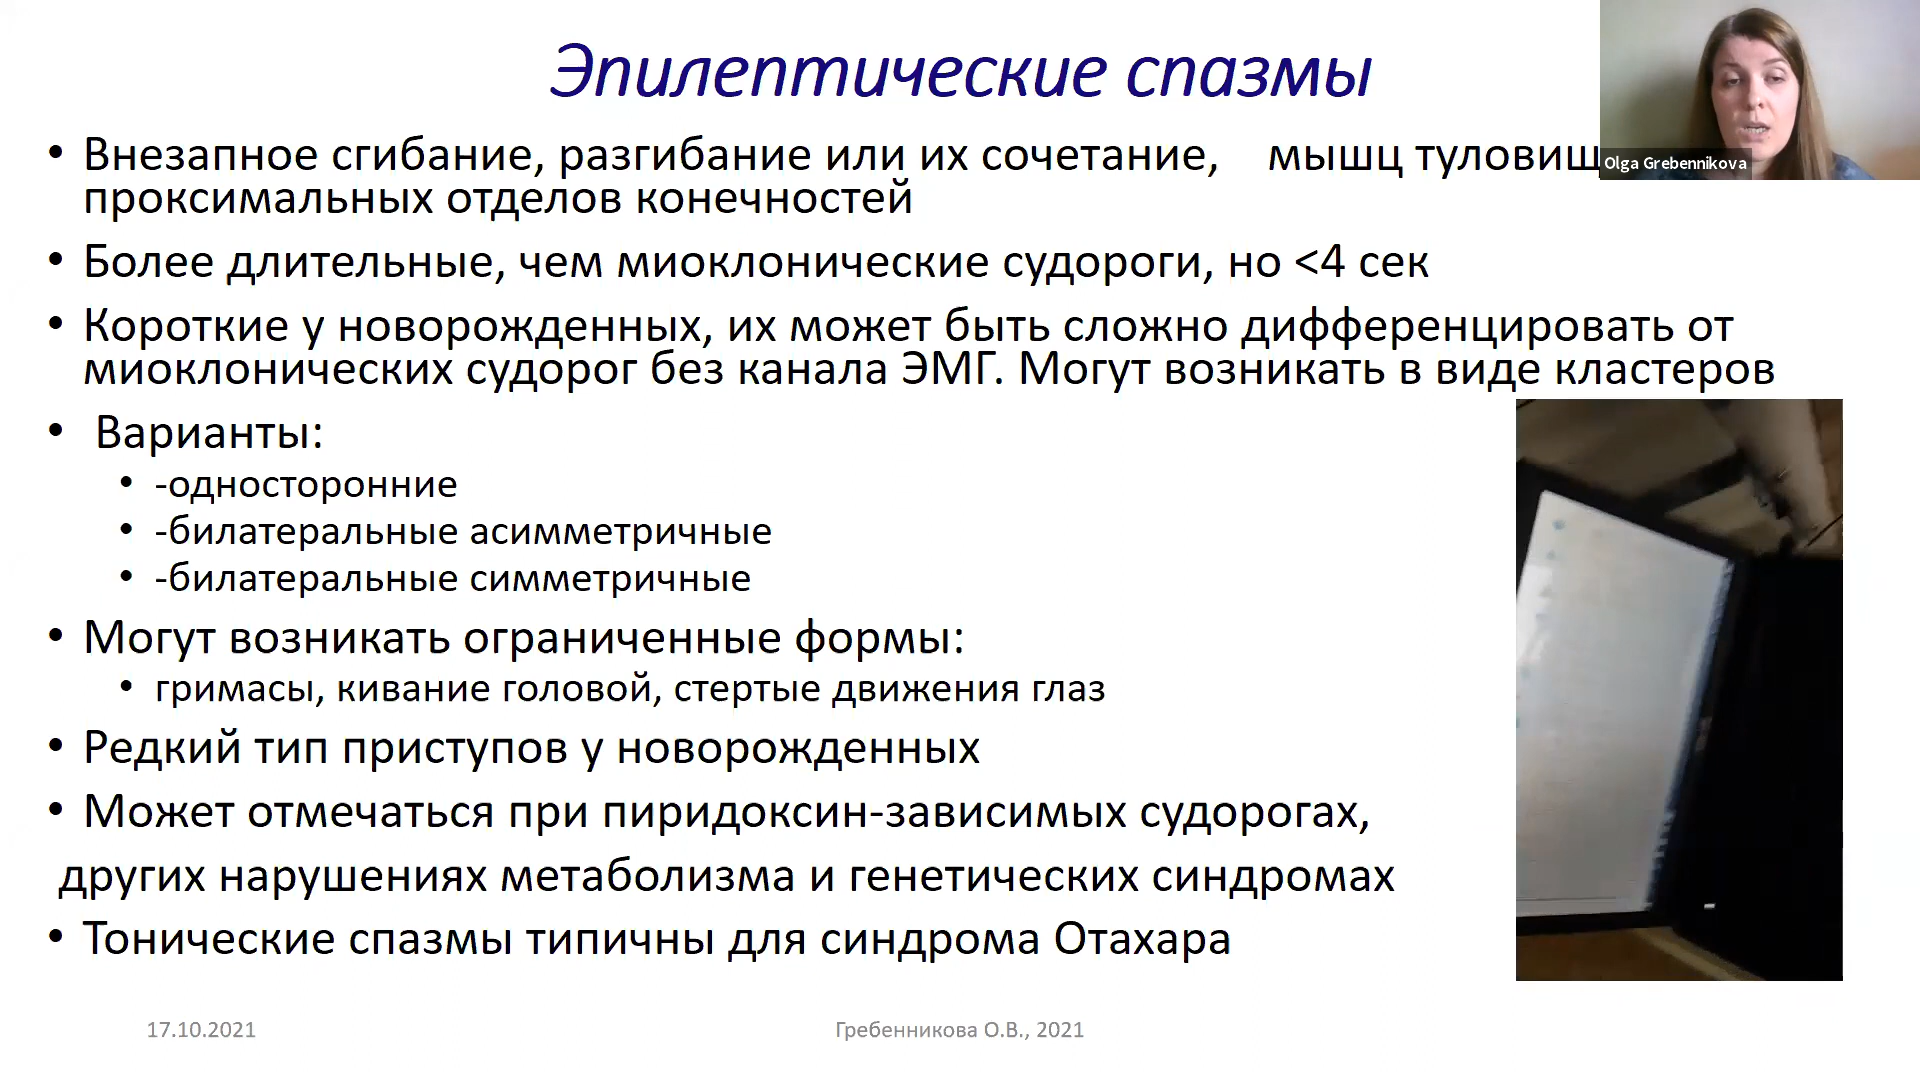 Эпилептические спазмы
• Внезапное сгибание, разгибание или их сочетание, мышц туловищ
проксимальных отделов конечностей
• Более длительные, чем миоклонические судороги, но <4 сек
• Короткие у новорожденных, их может быть сложно дифференцировать от
миоклонических судорог без канала ЭМГ. Могут возникать в виде кластеров
• Варианты:
• -односторонние
• -билатеральные асимметричные
• -билатеральные симметричные
• Могут возникать ограниченные формы:
• гримасы, кивание головой, стертые движения глаз
• Редкий тип приступов у новорожденных
• Может отмечаться при пиридоксин-зависимых судорогах,
других нарушениях метаболизма и генетических синдромах
• Тонические спазмы типичны для синдрома Отахара
17.10.2021
Гребенникова О.В., 2021
Olga Grebennikova